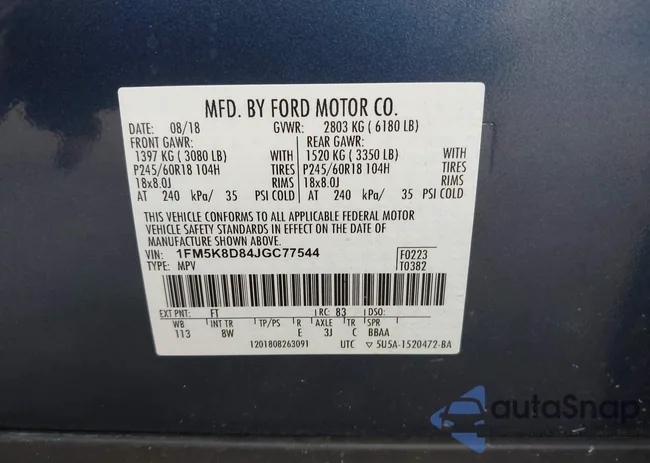 MFD. BY FORD MOTOR CO.
DATE: 08/18 GVWR: 2803 KG ( 6180 LB)
FRONT GAWR: REAR GAWR:
1397 KG ( 3080 LB) WITH 1520 KG ( 3350 LB) WITH
P245/60R18 104H TIRES P245/60R18 104H TIRES
18x8.0J RIMS 18x8.0J RIMS
AT 240 kPa/ 35 PSI COLD AT 240 kPa/ 35 PSI COLD
THIS VEHICLE CONFORMS TO ALL APPLICABLE FEDERAL MOTOR
VEHICLE SAFETY STANDARDS IN EFFECT ON THE DATE OF
MANUFACTURE SHOWN ABOVE.
VIN: 1FM5K8D84JGC77544 F0223
TYPE: MPV T0382
EXT PNT: FT RC: 83 DSO:
WB INT TR TP/PS R AXLE TR SPR
113 8W E 3J C BBAA
1201808263091 UTC ▽ 5U5A-1520472-BA
autoSnap